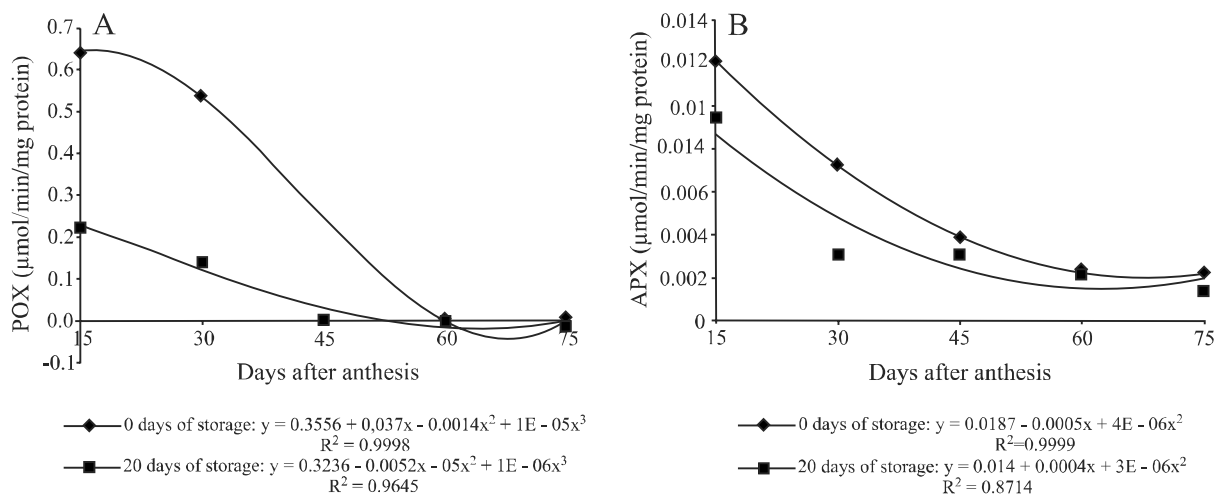 A
0.7
0.6
0.5
0.4
0.3
0.2
0.1
0.0
-0.1
POX (µmol/min/mg protein)
15 30 45 60 75
Days after anthesis
0 days of storage: y = 0.3556 + 0,037x - 0.0014x² + 1E - 05x³
R² = 0.9998
20 days of storage: y = 0.3236 -0.0052x - 05x² + 1E - 06x³
R² = 0.9645
B
0.014
0.012
0.01
0.014
0.006
0.004
0.002
0
APX (µmol/min/mg protein)
15 30 45 60 75
Days after anthesis
0 days of storage: y = 0.0187 -0.0005x + 4E - 06x²
R²=0.9999
20 days of storage: y = 0.014 + 0.0004x + 3E - 06x²
R² = 0.8714